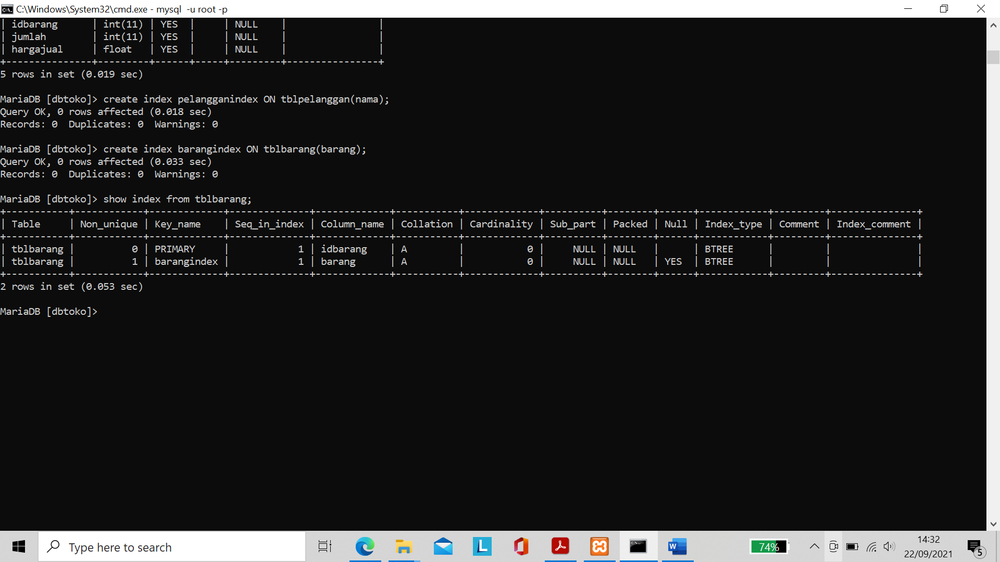 C:\Windows\System32\cmd.exe - mysql  -u root -p
| idbarang      | int(11) | YES  |     | NULL    |                |
| jumlah        | int(11) | YES  |     | NULL    |                |
| hargajual     | float   | YES  |     | NULL    |                |
+---------------+---------+------+-----+---------+----------------+
5 rows in set (0.019 sec)
MariaDB [dbtoko]> create index pelangganindex ON tblpelanggan(nama);
Query OK, 0 rows affected (0.018 sec)
Records: 0  Duplicates: 0  Warnings: 0
MariaDB [dbtoko]> create index barangindex ON tblbarang(barang);
Query OK, 0 rows affected (0.033 sec)
Records: 0  Duplicates: 0  Warnings: 0
MariaDB [dbtoko]> show index from tblbarang;
+-----------+------------+-------------+--------------+-------------+-----------+-------------+----------+--------+------+------------+---------+---------------+
| Table     | Non_unique | Key_name    | Seq_in_index | Column_name | Collation | Cardinality | Sub_part | Packed | Null | Index_type | Comment | Index_comment |
+-----------+------------+-------------+--------------+-------------+-----------+-------------+----------+--------+------+------------+---------+---------------+
| tblbarang |          0 | PRIMARY     |            1 | idbarang    | A         |           0 |     NULL | NULL   |      | BTREE      |         |               |
| tblbarang |          1 | barangindex |            1 | barang      | A         |           0 |     NULL | NULL   | YES  | BTREE      |         |               |
+-----------+------------+-------------+--------------+-------------+-----------+-------------+----------+--------+------+------------+---------+---------------+
2 rows in set (0.053 sec)
MariaDB [dbtoko]>
Type here to search
74%
14:32
22/09/2021
5